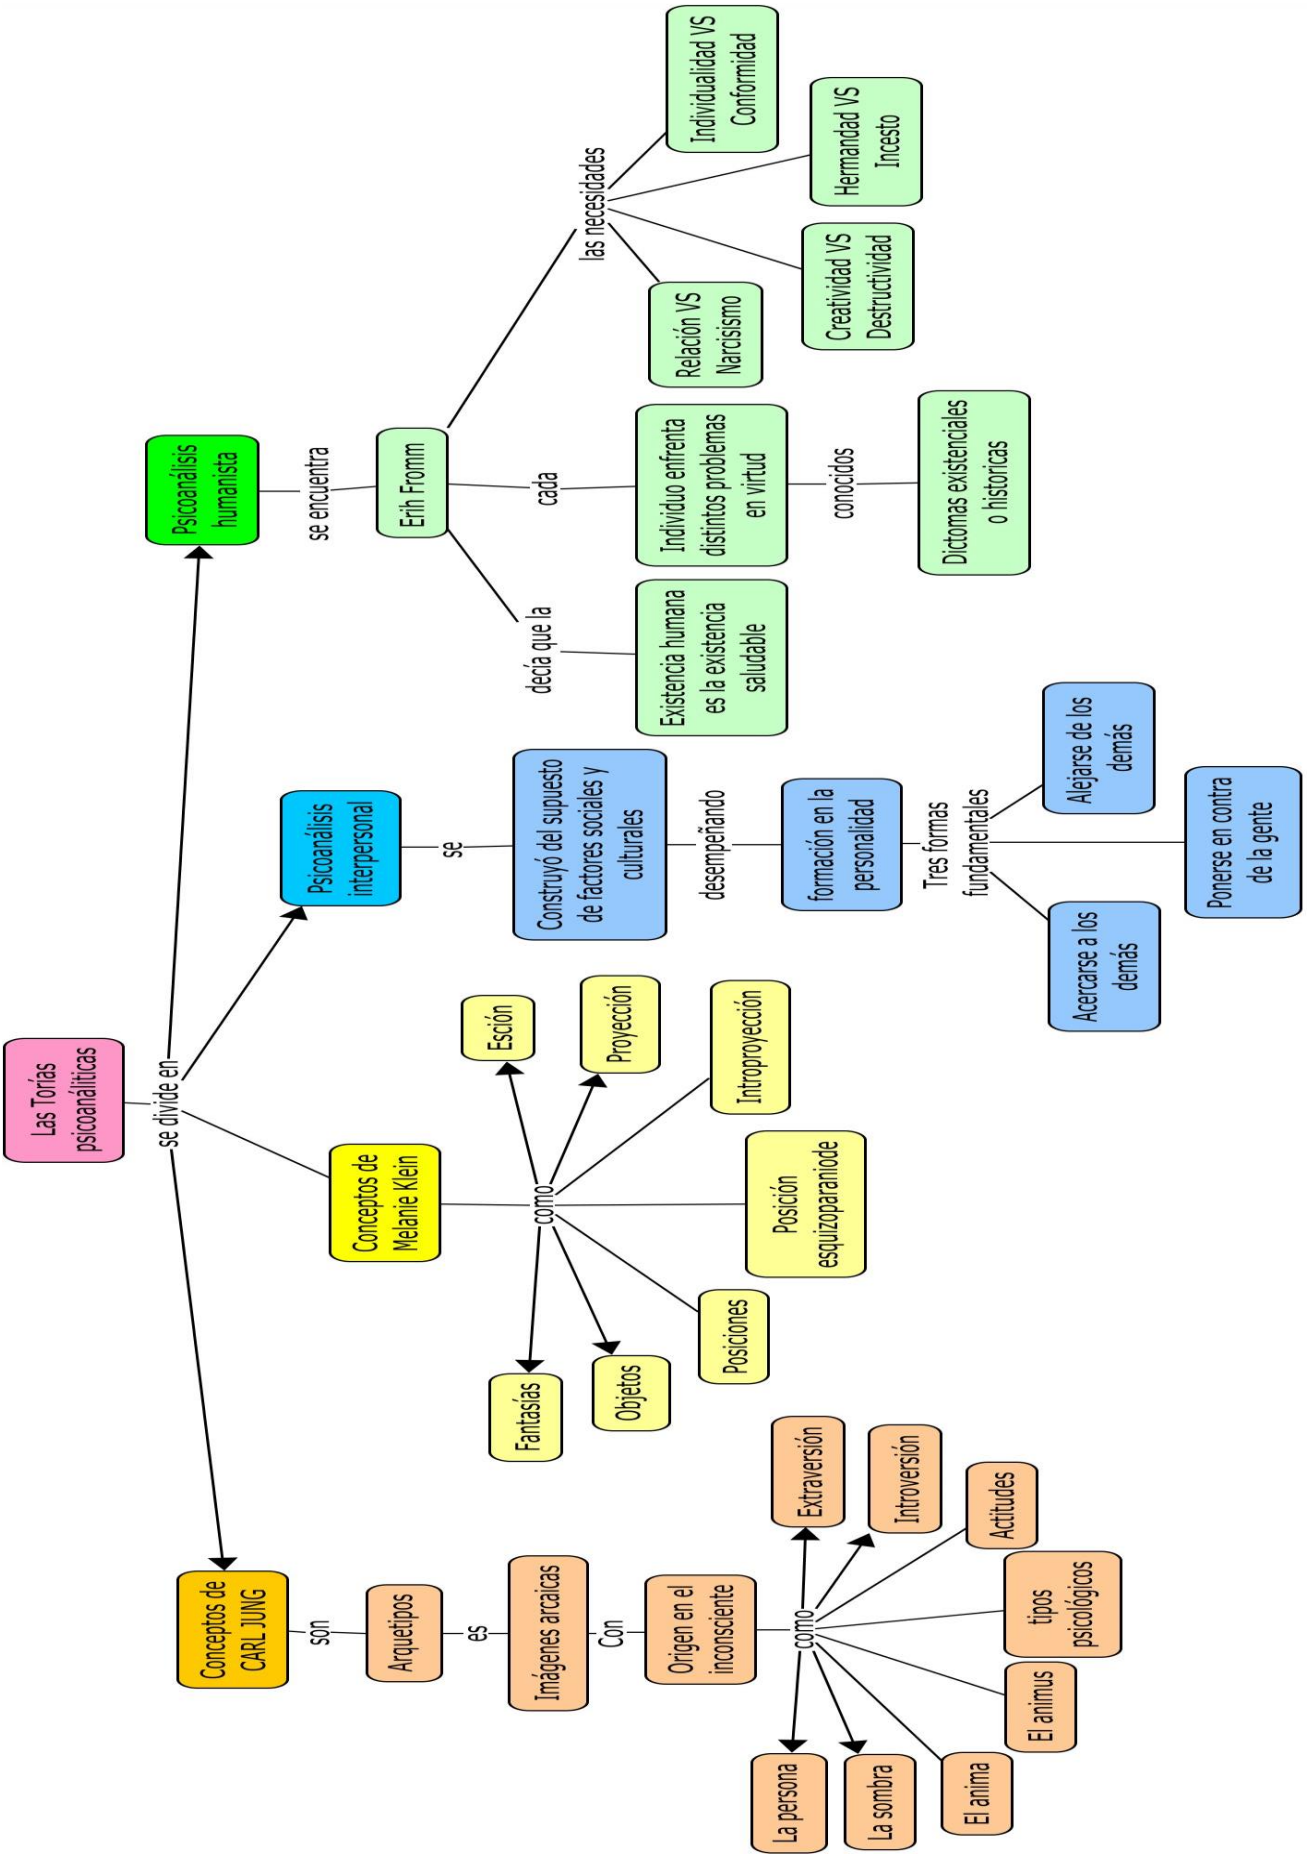 Las Torías
psicoanáliticas
se divide en
Conceptos de
CARL JUNG
son
Arquetipos
es
Imágenes arcaicas
Con
Origen en el
inconsciente
como
La persona
La sombra
El anima
El animus
tipos
psicológicos
Actitudes
Introversión
Extraversión
Conceptos de
Melanie Klein
como
Fantasías
Objetos
Posiciones
Posición
esquizoparaniode
Introproyección
Proyección
Esción
Psicoanálisis
interpersonal
se
Construyó del supuesto
de factores sociales y
culturales
desempeñando
formación en la
personalidad
Tres formas
fundamentales
Acercarse a los
demás
Ponerse en contra
de la gente
Alejarse de los
demás
Psicoanálisis
humanista
se encuentra
Erih Fromm
decía que la
Existencia humana
es la existencia
saludable
cada
Individuo enfrenta
distintos problemas
en virtud
conocidos
Dictomas existenciales
o historicas
las necesidades
Relación VS
Narcisismo
Creatividad VS
Destructividad
Hermandad VS
Incesto
Individualidad VS
Conformidad